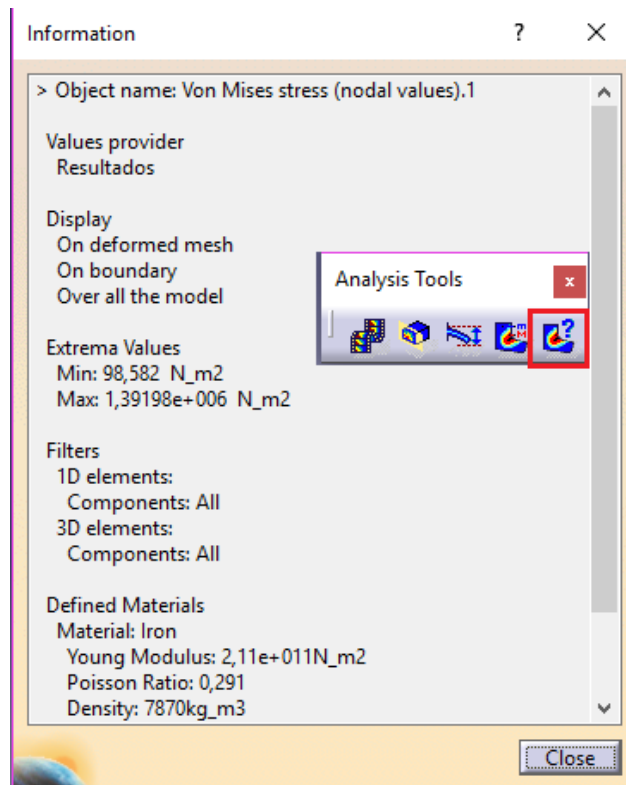 Information
> Object name: Von Mises stress (nodal values).1
Values provider
Resultados
Display
On deformed mesh
On boundary
Over all the model
Analysis Tools
Extrema Values
Min: 98,582 N_m2
Max: 1,39198e+006 N_m2
Filters
1D elements:
Components: All
3D elements:
Components: All
Defined Materials
Material: Iron
Young Modulus: 2,11e+011N_m2
Poisson Ratio: 0,291
Density: 7870kg_m3
Close